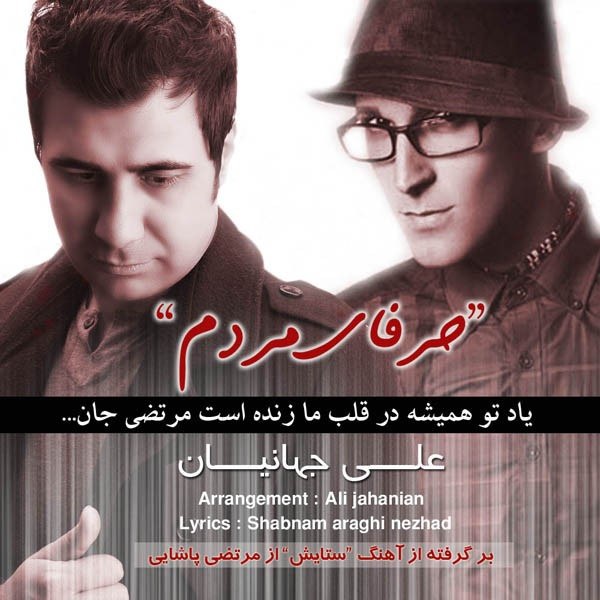 ”حرفای مردم“
یاد تو همیشه در قلب ما زنده است مرتضی جان...
علی جهانیان
Arrangement : Ali jahanian
Lyrics : Shabnam araghi nezhad
بر گرفته از آهنگ ”ستایش“ از مرتضی پاشایی